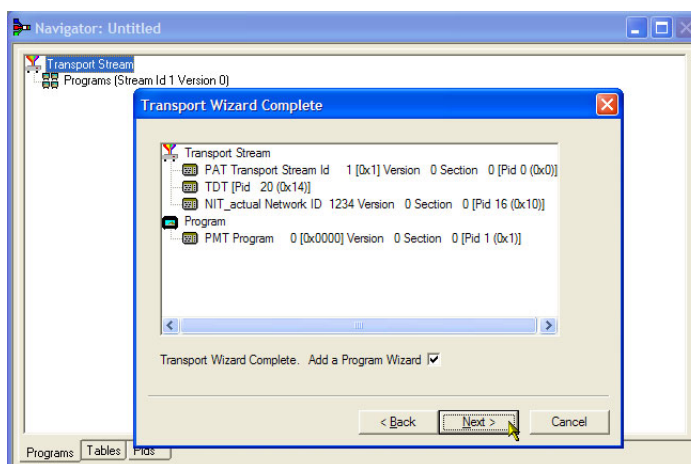 Navigator: Untitled
Transport Stream
Programs (Stream Id 1 Version 0)
Transport Wizard Complete
Transport Stream
PAT Transport Stream Id 1 [0x1] Version 0 Section 0 [Pid 0 (0x0)]
TDT [Pid 20 (0x14)]
NIT_actual Network ID 1234 Version 0 Section 0 [Pid 16 (0x10)]
Program
PMT Program 0 [0x0000] Version 0 Section 0 [Pid 1 (0x1)]
Transport Wizard Complete. Add a Program Wizard
< Back Next > Cancel
Programs Tables Pids